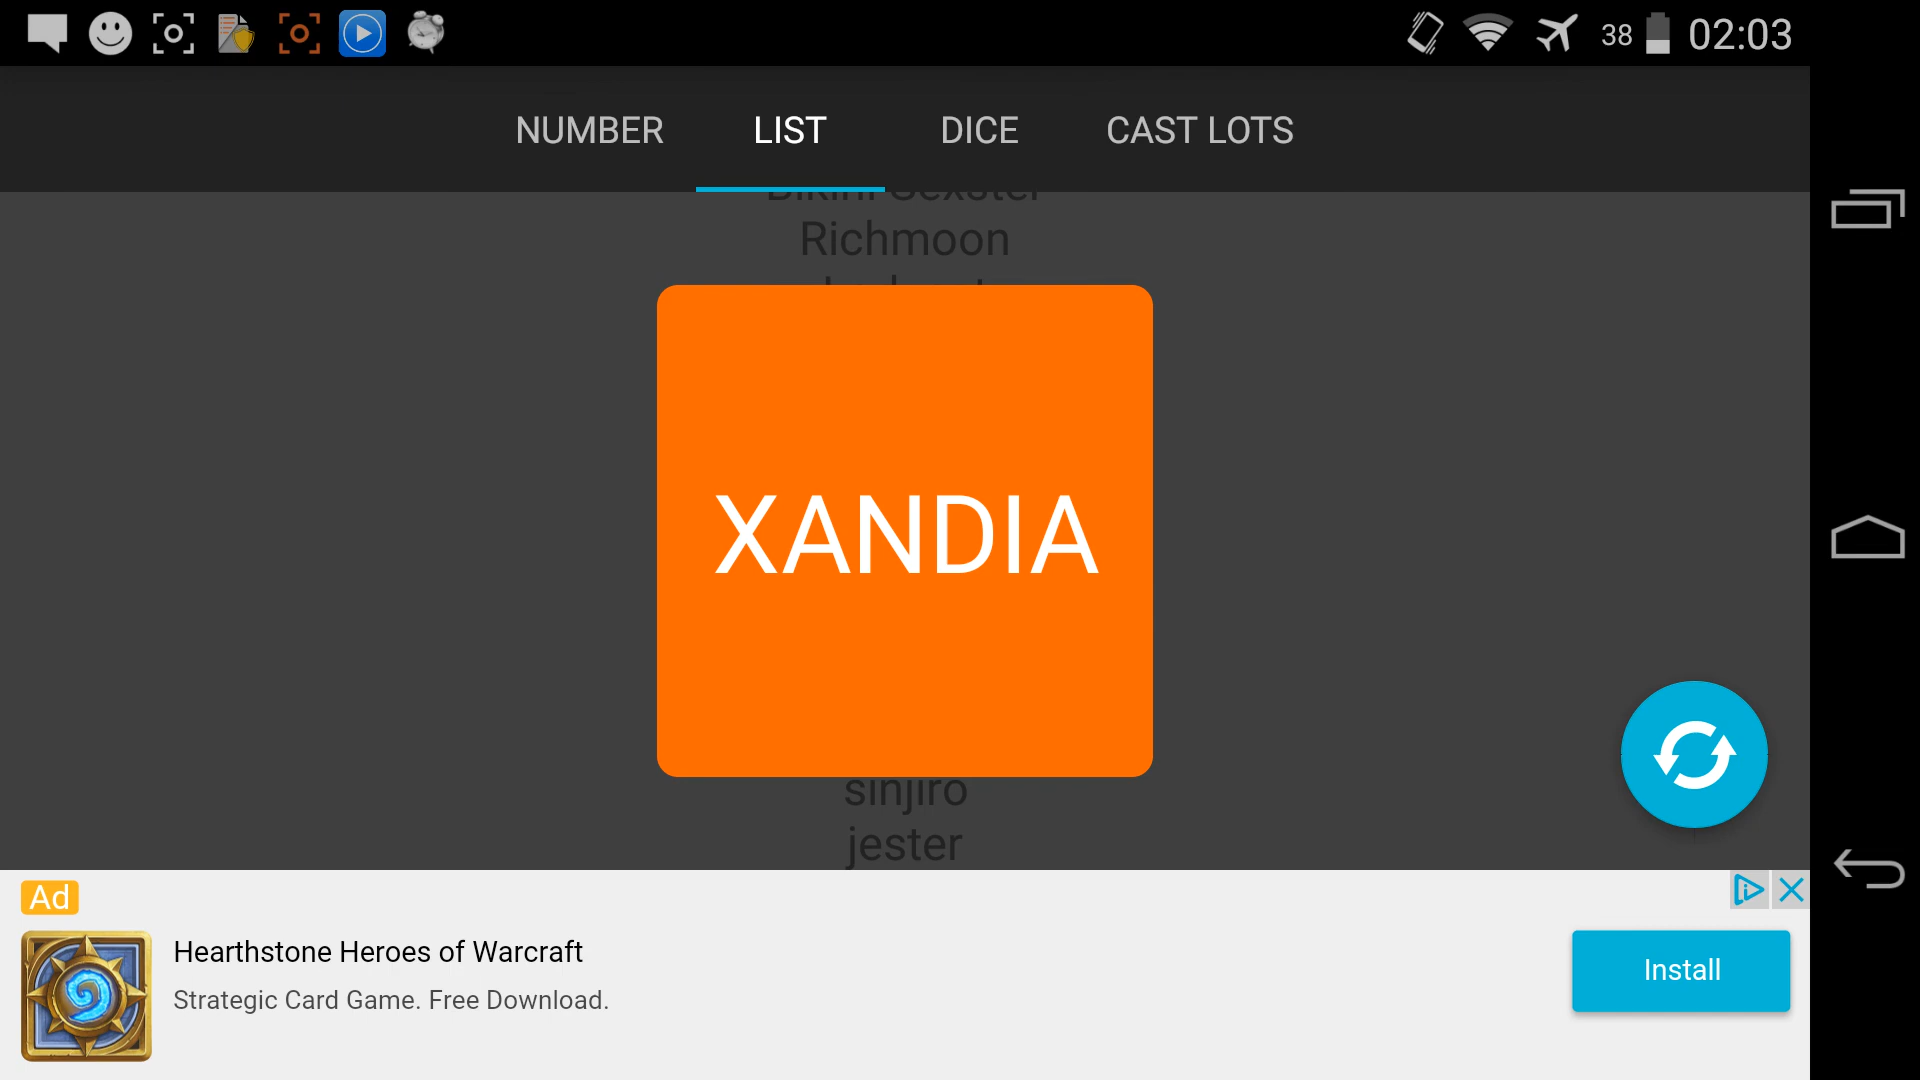 38 02:03
NUMBER LIST DICE CAST LOTS
Richmoon
XANDIA
sinjiro
jester
Ad
Hearthstone Heroes of Warcraft
Strategic Card Game. Free Download.
Install